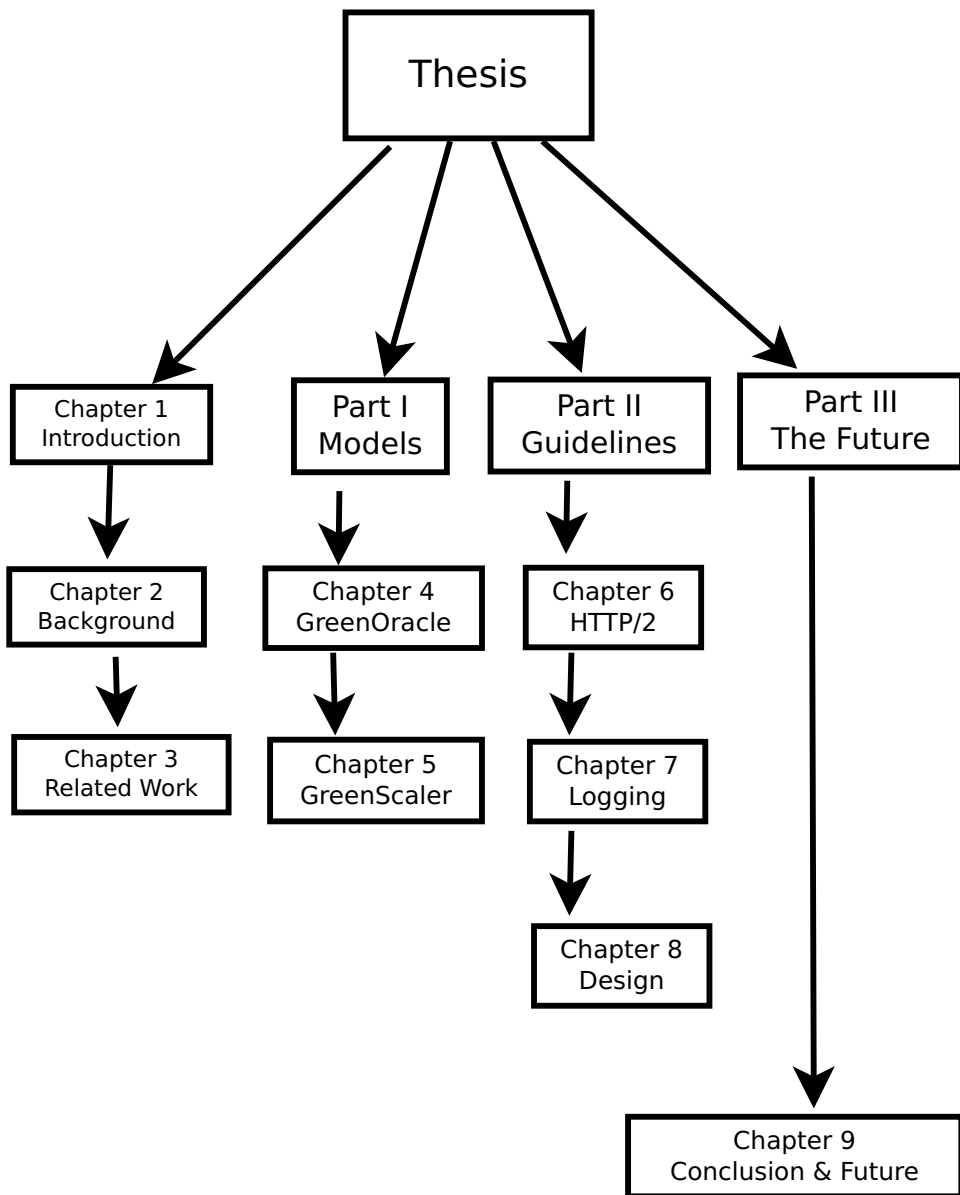 Thesis
Chapter 1
Introduction
Part I
Models
Part II
Guidelines
Part III
The Future
Chapter 2
Background
Chapter 4
GreenOracle
Chapter 6
HTTP/2
Chapter 3
Related Work
Chapter 5
GreenScaler
Chapter 7
Logging
Chapter 8
Design
Chapter 9
Conclusion & Future